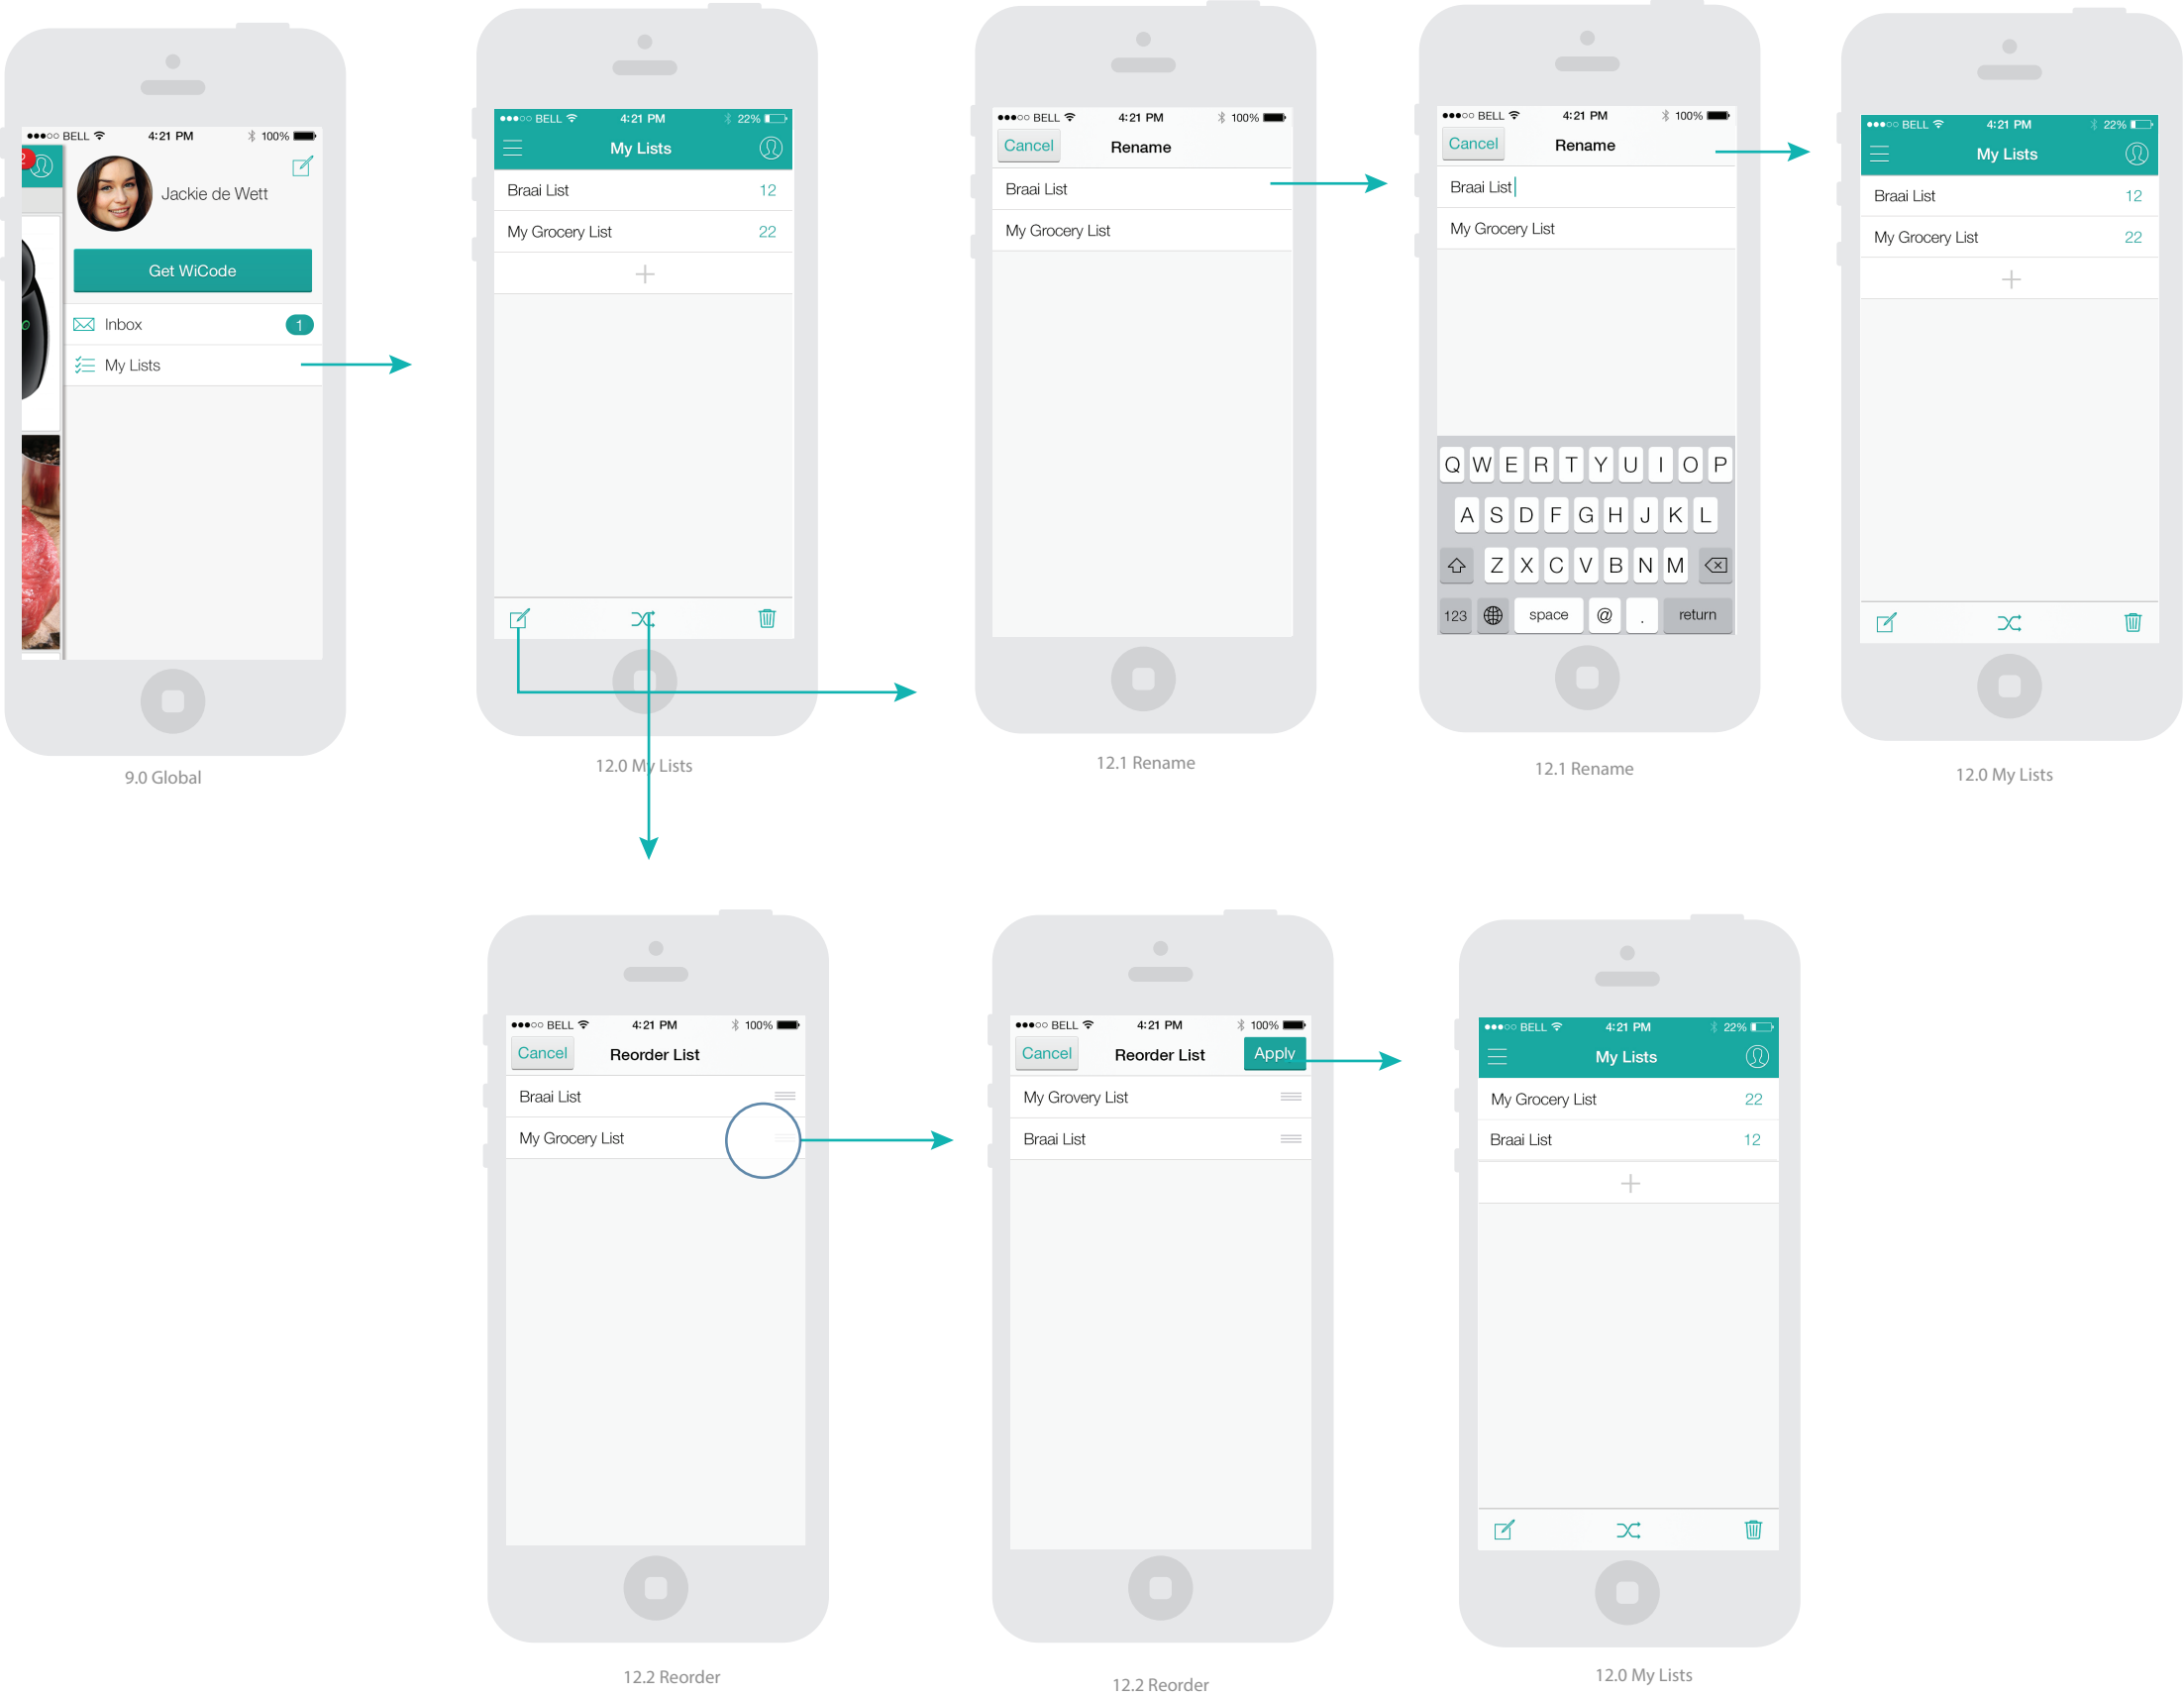 BELL 4:21 PM 100%
2
Jackie de Wett
Get WiCode
Inbox 1
My Lists
9.0 Global
BELL 4:21 PM 22%
My Lists
Braai List 12
My Grocery List 22
12.0 My Lists
BELL 4:21 PM 100%
Cancel Rename
Braai List
My Grocery List
12.1 Rename
BELL 4:21 PM 100%
Cancel Rename
Braai List
My Grocery List
Q W E R T Y U I O P
A S D F G H J K L
Z X C V B N M
123 space @ . return
12.1 Rename
BELL 4:21 PM 22%
My Lists
Braai List 12
My Grocery List 22
12.0 My Lists
BELL 4:21 PM 100%
Cancel Reorder List
Braai List
My Grocery List
12.2 Reorder
BELL 4:21 PM 100%
Cancel Reorder List Apply
My Grovery List
Braai List
12.2 Reorder
BELL 4:21 PM 22%
My Lists
My Grocery List 22
Braai List 12
12.0 My Lists